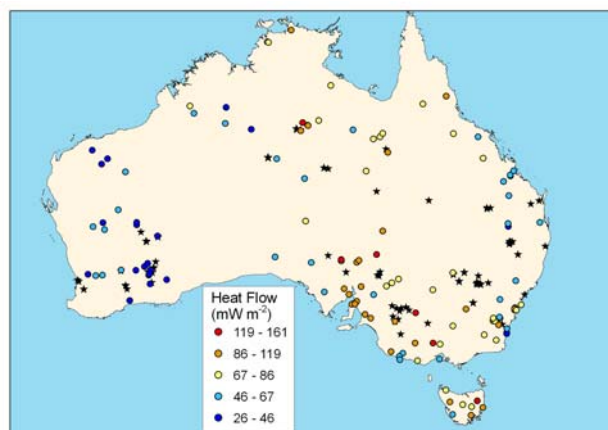 Heat Flow
(mW m⁻²)
119 - 161
86 - 119
67 - 86
46 - 67
26 - 46